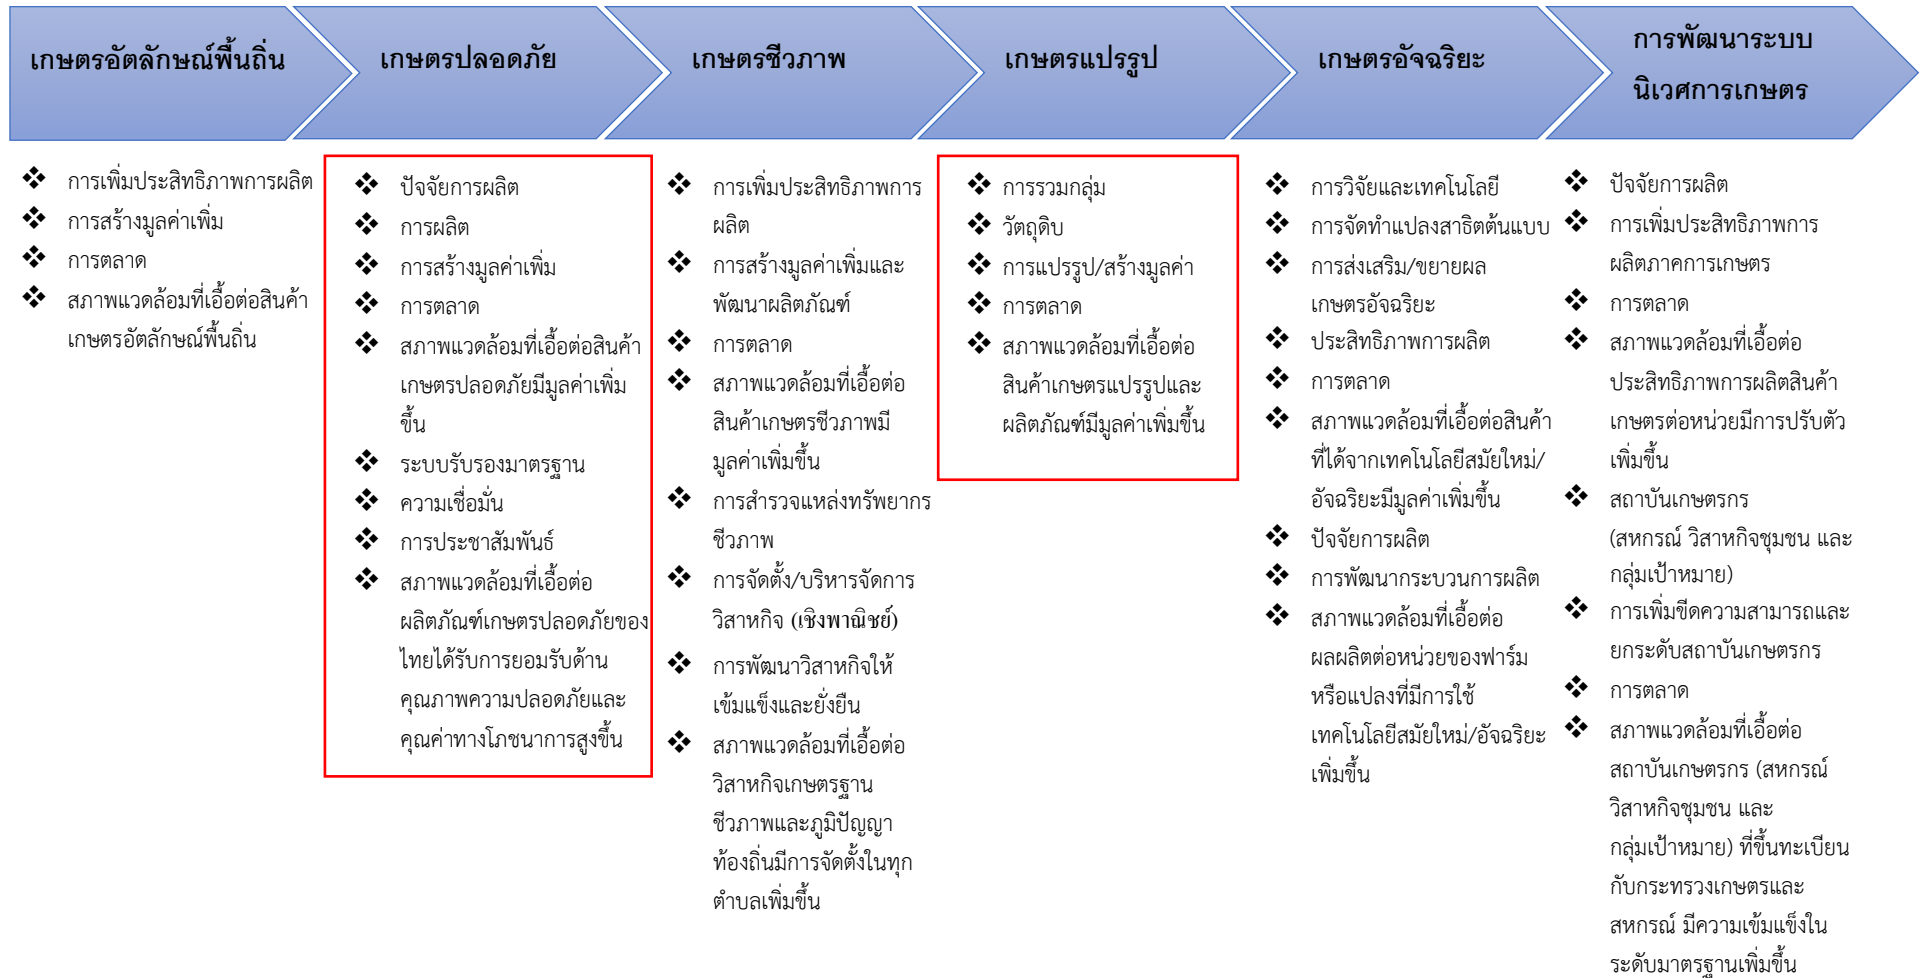 เกษตรอัตลักษณ์พื้นถิ่น
เกษตรปลอดภัย
เกษตรชีวภาพ
เกษตรแปรรูป
เกษตรอัจฉริยะ
การพัฒนาระบบ
นิเวศการเกษตร
❖ การเพิ่มประสิทธิภาพการผลิต
❖ การสร้างมูลค่าเพิ่ม
❖ การตลาด
❖ สภาพแวดล้อมที่เอื้อต่อสินค้า
เกษตรอัตลักษณ์พื้นถิ่น
❖ ปัจจัยการผลิต
❖ การผลิต
❖ การสร้างมูลค่าเพิ่ม
❖ การตลาด
❖ สภาพแวดล้อมที่เอื้อต่อสินค้า
เกษตรปลอดภัยมีมูลค่าเพิ่ม
ขึ้น
❖ ระบบรับรองมาตรฐาน
❖ ความเชื่อมั่น
❖ การประชาสัมพันธ์
❖ สภาพแวดล้อมที่เอื้อต่อ
ผลิตภัณฑ์เกษตรปลอดภัยของ
ไทยได้รับการยอมรับด้าน
คุณภาพความปลอดภัยและ
คุณค่าทางโภชนาการสูงขึ้น
❖ การเพิ่มประสิทธิภาพการ
ผลิต
❖ การสร้างมูลค่าเพิ่มและ
พัฒนาผลิตภัณฑ์
❖ การตลาด
❖ สภาพแวดล้อมที่เอื้อต่อ
สินค้าเกษตรชีวภาพมี
มูลค่าเพิ่มขึ้น
❖ การสำรวจแหล่งทรัพยากร
ชีวภาพ
❖ การจัดตั้ง/บริหารจัดการ
วิสาหกิจ (เชิงพาณิชย์)
❖ การพัฒนาวิสาหกิจให้
เข้มแข็งและยั่งยืน
❖ สภาพแวดล้อมที่เอื้อต่อ
วิสาหกิจเกษตรฐาน
ชีวภาพและภูมิปัญญา
ท้องถิ่นมีการจัดตั้งในทุก
ตำบลเพิ่มขึ้น
❖ การรวมกลุ่ม
❖ วัตถุดิบ
❖ การแปรรูป/สร้างมูลค่า
❖ การตลาด
❖ สภาพแวดล้อมที่เอื้อต่อ
สินค้าเกษตรแปรรูปและ
ผลิตภัณฑ์มีมูลค่าเพิ่มขึ้น
❖ การวิจัยและเทคโนโลยี
❖ การจัดทำแปลงสาธิตต้นแบบ
❖ การส่งเสริม/ขยายผล
เกษตรอัจฉริยะ
❖ ประสิทธิภาพการผลิต
❖ การตลาด
❖ สภาพแวดล้อมที่เอื้อต่อสินค้า
ที่ได้จากเทคโนโลยีสมัยใหม่/
อัจฉริยะมีมูลค่าเพิ่มขึ้น
❖ ปัจจัยการผลิต
❖ การพัฒนากระบวนการผลิต
❖ สภาพแวดล้อมที่เอื้อต่อ
ผลผลิตต่อหน่วยของฟาร์ม
หรือแปลงที่มีการใช้
เทคโนโลยีสมัยใหม่/อัจฉริยะ
เพิ่มขึ้น
❖ ปัจจัยการผลิต
❖ การเพิ่มประสิทธิภาพการ
ผลิตภาคการเกษตร
❖ การตลาด
❖ สภาพแวดล้อมที่เอื้อต่อ
ประสิทธิภาพการผลิตสินค้า
เกษตรต่อหน่วยมีการปรับตัว
เพิ่มขึ้น
❖ สถาบันเกษตรกร
(สหกรณ์ วิสาหกิจชุมชน และ
กลุ่มเป้าหมาย)
❖ การเพิ่มขีดความสามารถและ
ยกระดับสถาบันเกษตรกร
❖ การตลาด
❖ สภาพแวดล้อมที่เอื้อต่อ
สถาบันเกษตรกร (สหกรณ์
วิสาหกิจชุมชน และ
กลุ่มเป้าหมาย) ที่ขึ้นทะเบียน
กับกระทรวงเกษตรและ
สหกรณ์ มีความเข้มแข็งใน
ระดับมาตรฐานเพิ่มขึ้น